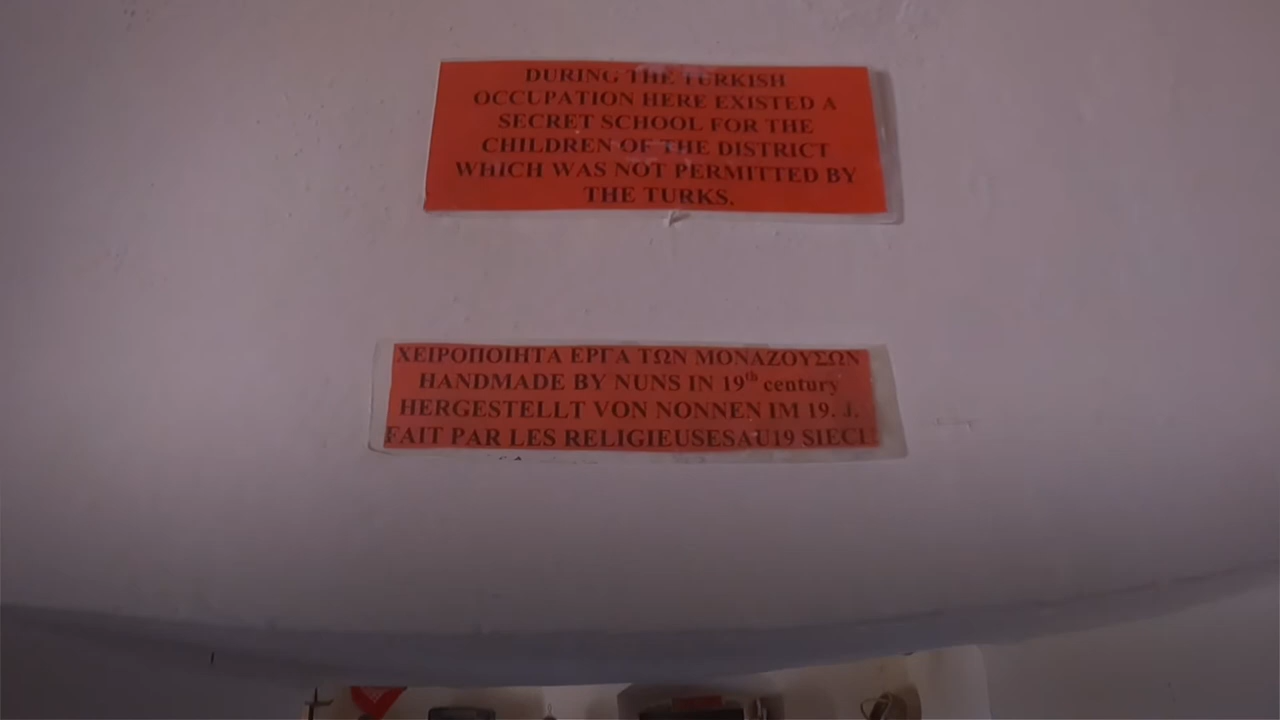 DURING THE TURKISH
OCCUPATION HERE EXISTED A
SECRET SCHOOL FOR THE
CHILDREN OF THE DISTRICT
WHICH WAS NOT PERMITTED BY
THE TURKS.
ΧΕΙΡΟΠΟΙΗΤΑ ΕΡΓΑ ΤΩΝ ΜΟΝΑΖΟΥΣΩΝ
HANDMADE BY NUNS IN 19th century
HERGESTELLT VON NONNEN IM 19. J.
FAIT PAR LES RELIGIEUSESAU19 SIECLE